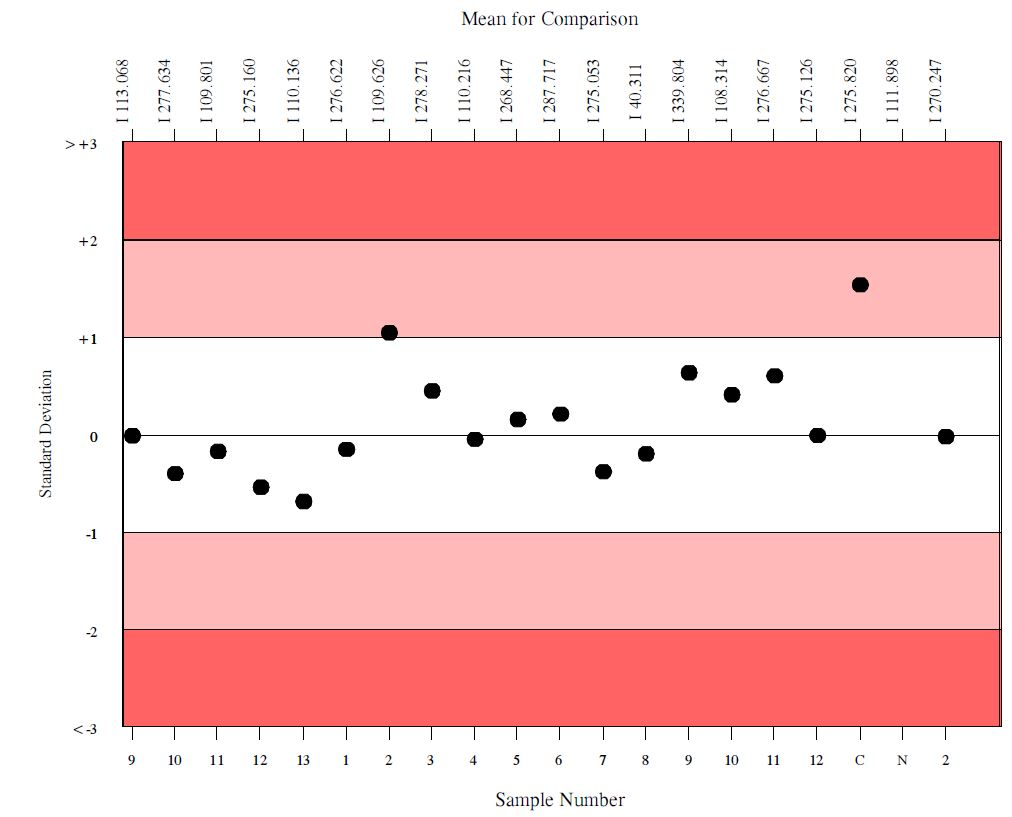 Mean for Comparison
I 113.068 I 277.634 I 109.801 I 275.160 I 110.136 I 276.622 I 109.626 I 278.271 I 110.216 I 268.447 I 287.717 I 275.053 I 40.311 I 339.804 I 108.314 I 276.667 I 275.126 I 275.820 I 111.898 I 270.247
> +3
+2
+1
0
-1
-2
< -3
Standard Deviation
9 10 11 12 13 1 2 3 4 5 6 7 8 9 10 11 12 C N 2
Sample Number